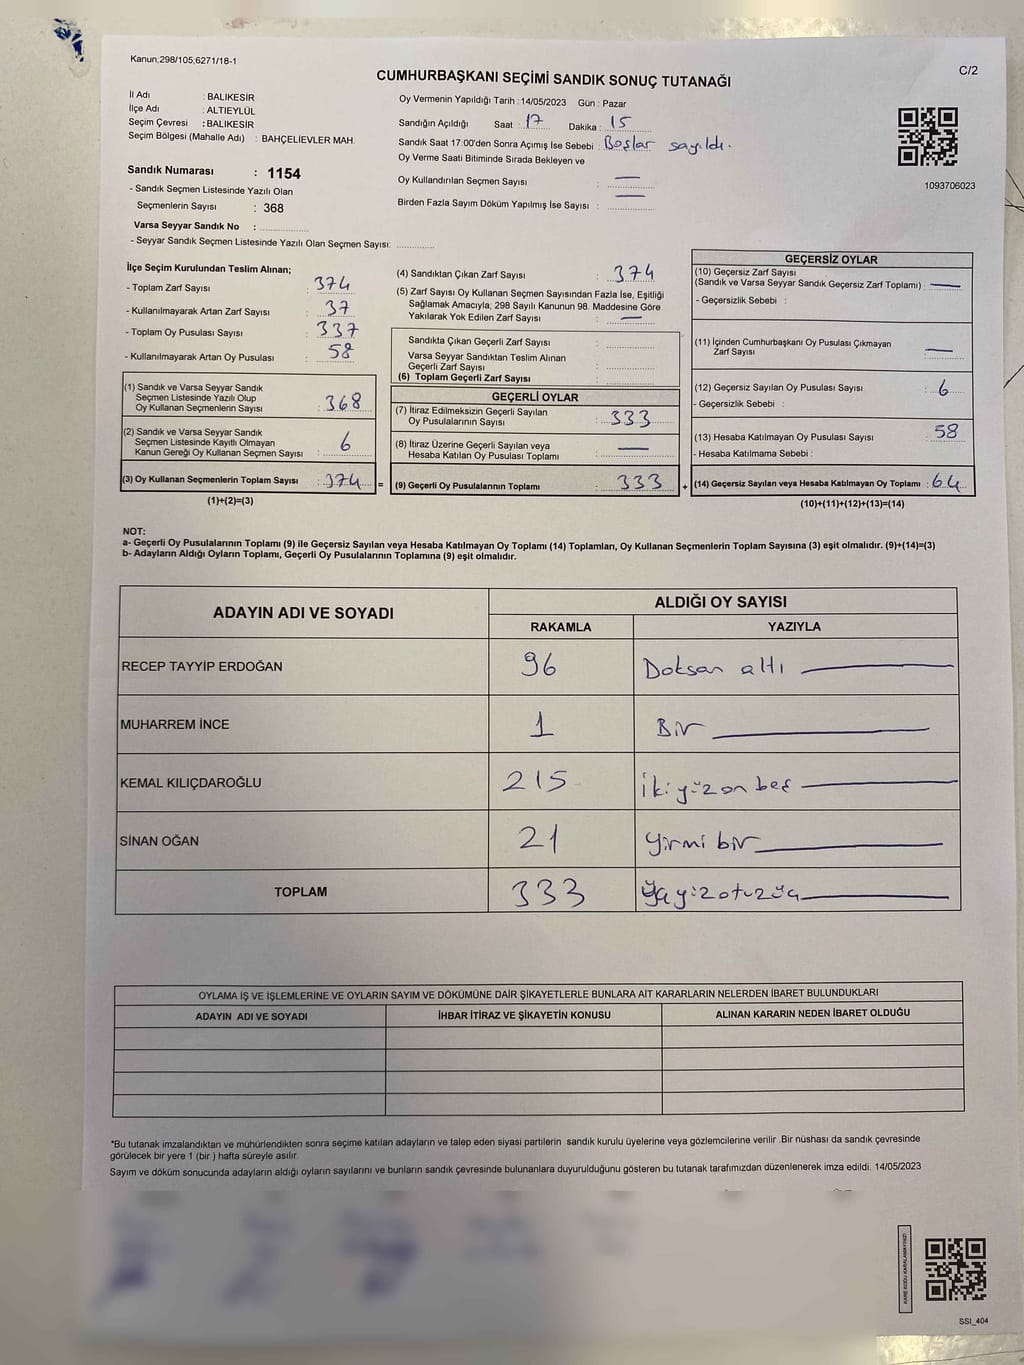 Kanun,298/105,6271/18-1
C/2
CUMHURBAŞKANI SEÇİMİ SANDIK SONUÇ TUTANAĞI
İl Adı : BALIKESİR
İlçe Adı : ALTIEYLÜL
Seçim Çevresi : BALIKESİR
Seçim Bölgesi (Mahalle Adı) : BAHÇELİEVLER MAH.
Sandık Numarası : 1154
- Sandık Seçmen Listesinde Yazılı Olan
Seçmenlerin Sayısı : 368
Varsa Seyyar Sandık No :
- Seyyar Sandık Seçmen Listesinde Yazılı Olan Seçmen Sayısı:
Oy Vermenin Yapıldığı Tarih : 14/05/2023 Gün : Pazar
Sandığın Açıldığı Saat : 17 Dakika : 15
Sandık Saat 17:00'den Sonra Açımış İse Sebebi : Boşlar sayıldı.
Oy Verme Saati Bitiminde Sırada Bekleyen ve
Oy Kullandırılan Seçmen Sayısı : —
Birden Fazla Sayım Döküm Yapılmış İse Sayısı : —
1093706023
İlçe Seçim Kurulundan Teslim Alınan;
- Toplam Zarf Sayısı : 374
- Kullanılmayarak Artan Zarf Sayısı : 37
- Toplam Oy Pusulası Sayısı : 337
- Kullanılmayarak Artan Oy Pusulası : 58
(1) Sandık ve Varsa Seyyar Sandık
Seçmen Listesinde Yazılı Olup
Oy Kullanan Seçmenlerin Sayısı : 368
(2) Sandık ve Varsa Seyyar Sandık
Seçmen Listesinde Kayıtlı Olmayan
Kanun Gereği Oy Kullanan Seçmen Sayısı : 6
(3) Oy Kullanan Seçmenlerin Toplam Sayısı : 374 =
(1)+(2)=(3)
(4) Sandıktan Çıkan Zarf Sayısı : 374
(5) Zarf Sayısı Oy Kullanan Seçmen Sayısından Fazla İse, Eşitliği
Sağlamak Amacıyla; 298 Sayılı Kanunun 98. Maddesine Göre
Yakılarak Yok Edilen Zarf Sayısı : —
Sandıkta Çıkan Geçerli Zarf Sayısı :
Varsa Seyyar Sandıktan Teslim Alınan
Geçerli Zarf Sayısı :
(6) Toplam Geçerli Zarf Sayısı :
GEÇERLİ OYLAR
(7) İtiraz Edilmeksizin Geçerli Sayılan
Oy Pusulalarının Sayısı : 333
(8) İtiraz Üzerine Geçerli Sayılan veya
Hesaba Katılan Oy Pusulası Toplamı : —
(9) Geçerli Oy Pusulalarının Toplamı : 333 +
GEÇERSİZ OYLAR
(10) Geçersiz Zarf Sayısı
(Sandık ve Varsa Seyyar Sandık Geçersiz Zarf Toplamı) : —
- Geçersizlik Sebebi :
(11) İçinden Cumhurbaşkanı Oy Pusulası Çıkmayan
Zarf Sayısı : —
(12) Geçersiz Sayılan Oy Pusulası Sayısı : 6
- Geçersizlik Sebebi :
(13) Hesaba Katılmayan Oy Pusulası Sayısı : 58
- Hesaba Katılmama Sebebi :
(14) Geçersiz Sayılan veya Hesaba Katılmayan Oy Toplamı : 64
(10)+(11)+(12)+(13)=(14)
NOT:
a- Geçerli Oy Pusulalarının Toplamı (9) ile Geçersiz Sayılan veya Hesaba Katılmayan Oy Toplamı (14) Toplamları, Oy Kullanan Seçmenlerin Toplam Sayısına (3) eşit olmalıdır. (9)+(14)=(3)
b- Adayların Aldığı Oyların Toplamı, Geçerli Oy Pusulalarının Toplamına (9) eşit olmalıdır.
ADAYIN ADI VE SOYADI ALDIĞI OY SAYISI
RAKAMLA YAZIYLA
RECEP TAYYİP ERDOĞAN 96 Doksan altı
MUHARREM İNCE 1 Bir
KEMAL KILIÇDAROĞLU 215 İkiyüzonbeş
SİNAN OĞAN 21 Yirmi bir
TOPLAM 333 Üçyüzotuzüç
OYLAMA İŞ VE İŞLEMLERİNE VE OYLARIN SAYIM VE DÖKÜMÜNE DAİR ŞİKAYETLERLE BUNLARA AİT KARARLARIN NELERDEN İBARET BULUNDUKLARI
ADAYIN ADI VE SOYADI İHBAR İTİRAZ VE ŞİKAYETİN KONUSU ALINAN KARARIN NEDEN İBARET OLDUĞU
*Bu tutanak imzalandıktan ve mühürlendikten sonra seçime katılan adayların ve talep eden siyasi partilerin sandık kurulu üyelerine veya gözlemcilerine verilir .Bir nüshası da sandık çevresinde
görülecek bir yere 1 (bir ) hafta süreyle asılır.
Sayım ve döküm sonucunda adayların aldığı oyların sayılarını ve bunların sandık çevresinde bulunanlara duyurulduğunu gösteren bu tutanak tarafımızdan düzenlenerek imza edildi. 14/05/2023
KARE KODU KARALAMAYINIZ!
SSI_404